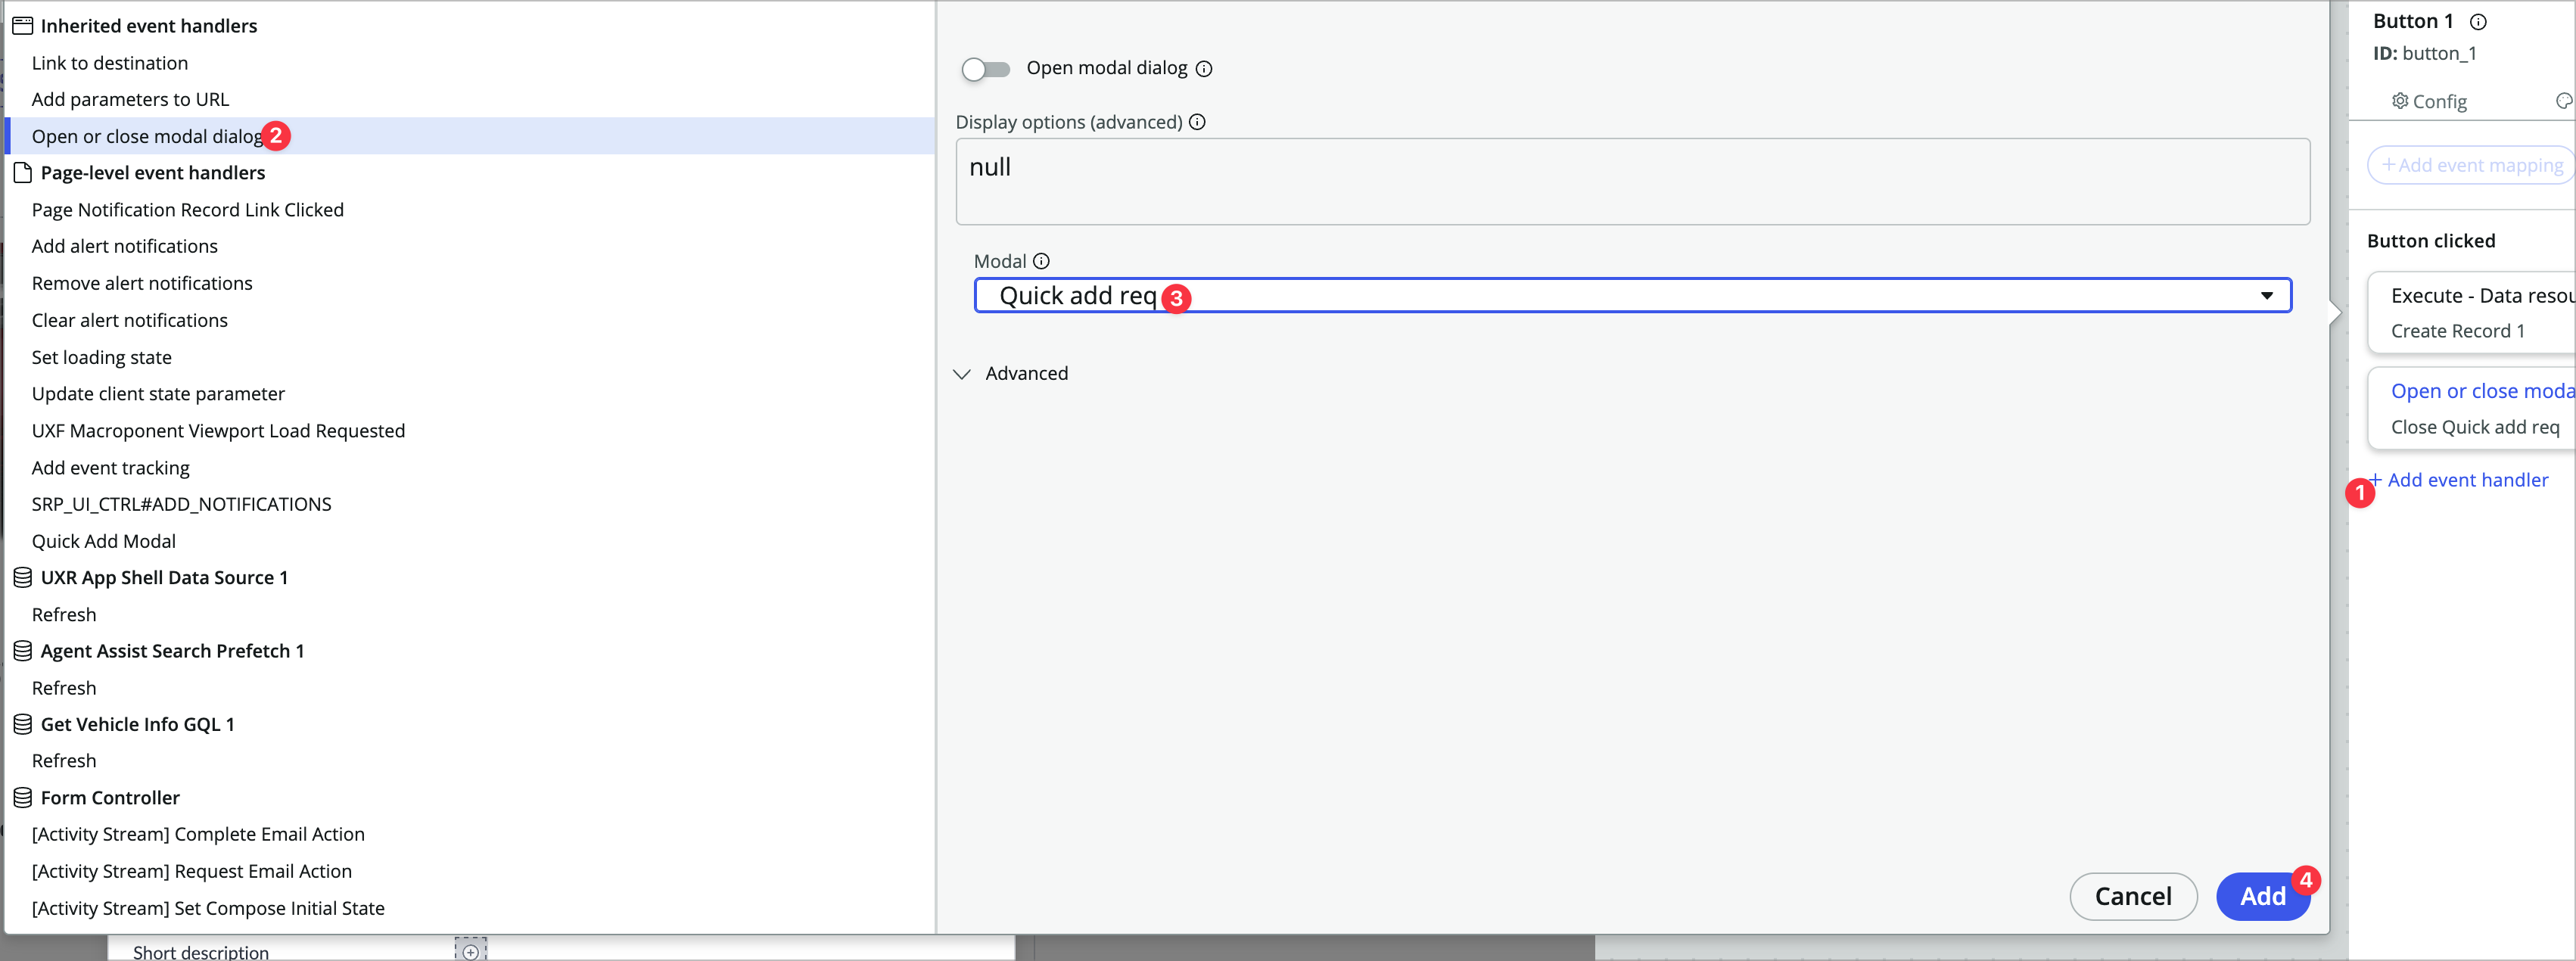 Inherited event handlers
Link to destination
Add parameters to URL
Open or close modal dialog 2
Page-level event handlers
Page Notification Record Link Clicked
Add alert notifications
Remove alert notifications
Clear alert notifications
Set loading state
Update client state parameter
UXF Macroponent Viewport Load Requested
Add event tracking
SRP_UI_CTRL#ADD_NOTIFICATIONS
Quick Add Modal
UXR App Shell Data Source 1
Refresh
Agent Assist Search Prefetch 1
Refresh
Get Vehicle Info GQL 1
Refresh
Form Controller
[Activity Stream] Complete Email Action
[Activity Stream] Request Email Action
[Activity Stream] Set Compose Initial State
Short description
Open modal dialog
Display options (advanced)
null
Modal
Quick add req 3
Advanced
Cancel
Add 4
Button 1
ID: button_1
Config
+ Add event mapping
Button clicked
Execute - Data resou
Create Record 1
Open or close moda
Close Quick add req
1 + Add event handler